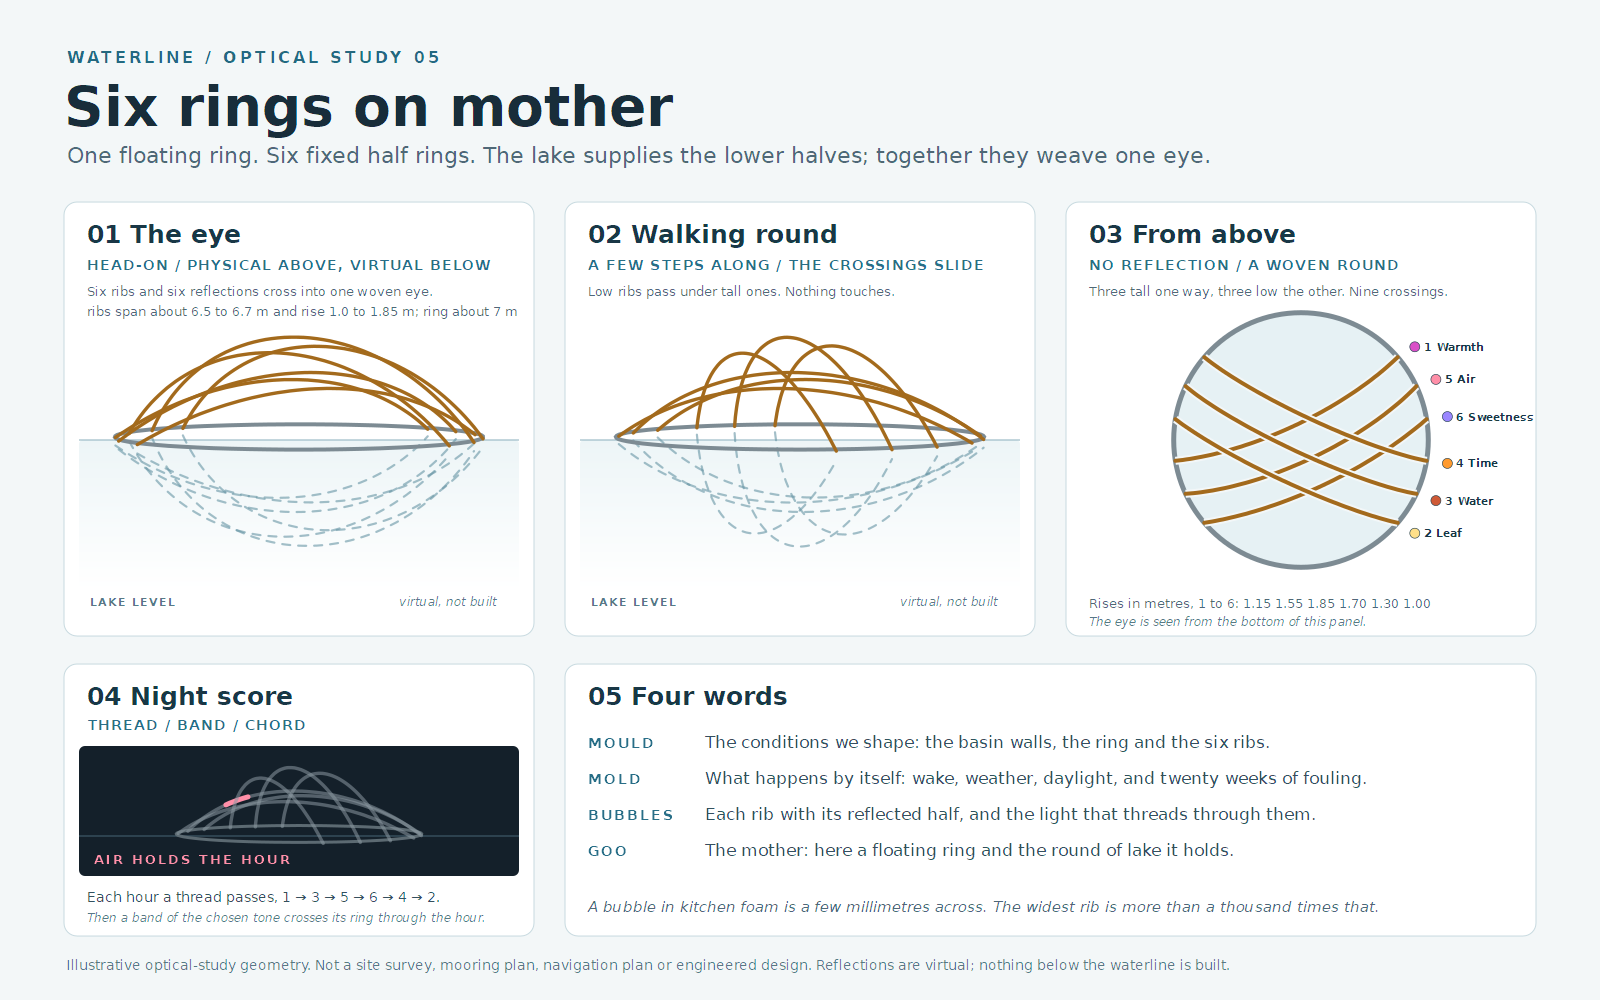 WATERLINE / OPTICAL STUDY 05
Six rings on mother
One floating ring. Six fixed half rings. The lake supplies the lower halves; together they weave one eye.
01 The eye
HEAD-ON / PHYSICAL ABOVE, VIRTUAL BELOW
Six ribs and six reflections cross into one woven eye.
ribs span about 6.5 to 6.7 m and rise 1.0 to 1.85 m; ring about 7 m
LAKE LEVEL
virtual, not built
02 Walking round
A FEW STEPS ALONG / THE CROSSINGS SLIDE
Low ribs pass under tall ones. Nothing touches.
LAKE LEVEL
virtual, not built
03 From above
NO REFLECTION / A WOVEN ROUND
Three tall one way, three low the other. Nine crossings.
1 Warmth
5 Air
6 Sweetness
4 Time
3 Water
2 Leaf
Rises in metres, 1 to 6: 1.15 1.55 1.85 1.70 1.30 1.00
The eye is seen from the bottom of this panel.
04 Night score
THREAD / BAND / CHORD
AIR HOLDS THE HOUR
Each hour a thread passes, 1 → 3 → 5 → 6 → 4 → 2.
Then a band of the chosen tone crosses its ring through the hour.
05 Four words
MOULD The conditions we shape: the basin walls, the ring and the six ribs.
MOLD What happens by itself: wake, weather, daylight, and twenty weeks of fouling.
BUBBLES Each rib with its reflected half, and the light that threads through them.
GOO The mother: here a floating ring and the round of lake it holds.
A bubble in kitchen foam is a few millimetres across. The widest rib is more than a thousand times that.
Illustrative optical-study geometry. Not a site survey, mooring plan, navigation plan or engineered design. Reflections are virtual; nothing below the waterline is built.